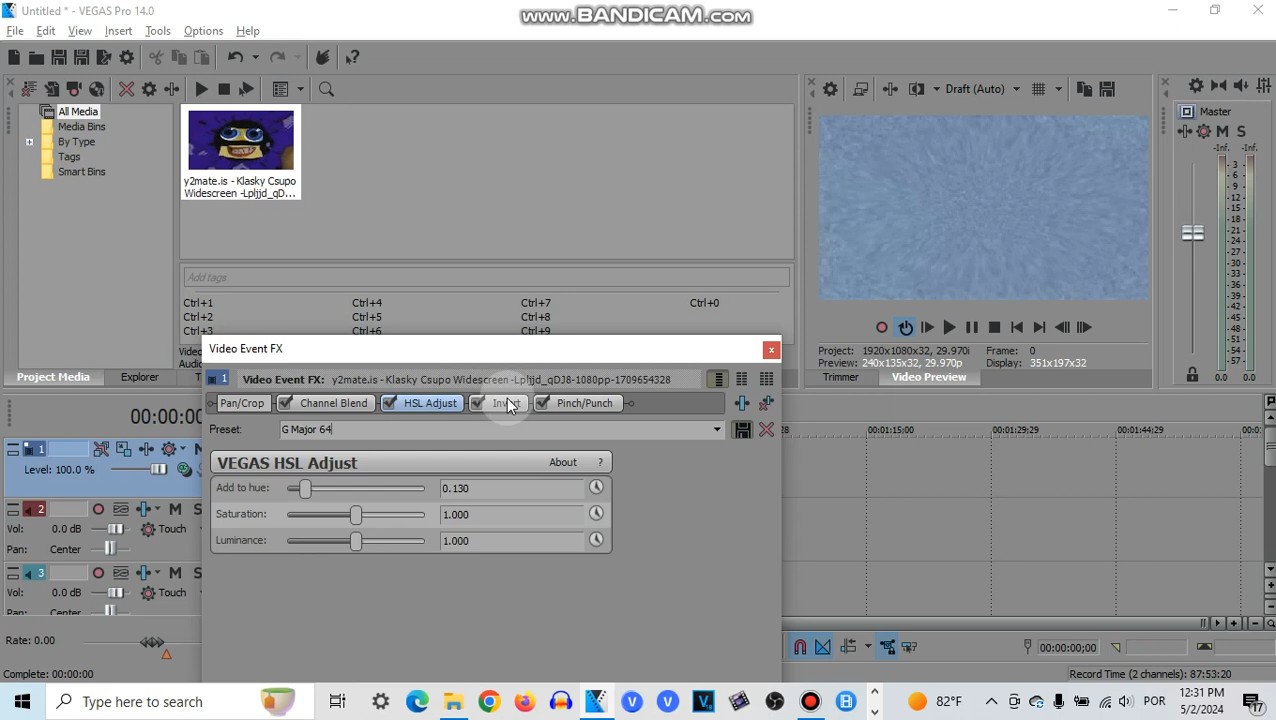 Untitled * - VEGAS Pro 14.0
www.BANDICAM.com
File Edit View Insert Tools Options Help
All Media
Media Bins
By Type
Tags
Smart Bins
y2mate.is - Klasky Csupo
Widescreen -Lpljjd_qD...
Add tags
Ctrl+1 Ctrl+4 Ctrl+7 Ctrl+0
Ctrl+2 Ctrl+5 Ctrl+8
Ctrl+3 Ctrl+6 Ctrl+9
Project Media Explorer
Draft (Auto)
Project: 1920x1080x32, 29.970i Frame: 0
Preview: 240x135x32, 29.970p Display: 351x197x32
Trimmer Video Preview
Master
-Inf. -Inf.
3
6
9
12
15
18
21
24
27
30
33
36
39
42
45
48
51
54
57
Video Event FX
1 Video Event FX: y2mate.is - Klasky Csupo Widescreen -Lpljjd_qDJ8-1080pp-1709654328
Pan/Crop Channel Blend HSL Adjust Invert Pinch/Punch
Preset: G Major 64
VEGAS HSL Adjust About ?
Add to hue: 0.130
Saturation: 1.000
Luminance: 1.000
1
Level: 100.0 %
2 M
Vol: 0.0 dB Touch
Pan: Center
3 M
Vol: 0.0 dB Touch
Pan: Center
Rate: 0.00
Complete: 00:00:00
00:01:15:00 00:01:29:29 00:01:44:29 00:0
00:00:00;00
Record Time (2 channels): 87:53:20
Type here to search
82°F
POR
12:31 PM
5/2/2024
17